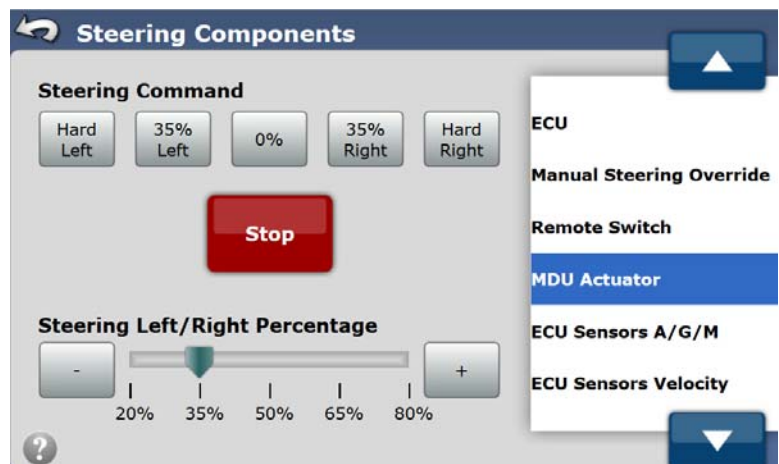 Steering Components
Steering Command
Hard
Left
35%
Left
0%
35%
Right
Hard
Right
Stop
Steering Left/Right Percentage
-
+
20% 35% 50% 65% 80%
?
ECU
Manual Steering Override
Remote Switch
MDU Actuator
ECU Sensors A/G/M
ECU Sensors Velocity